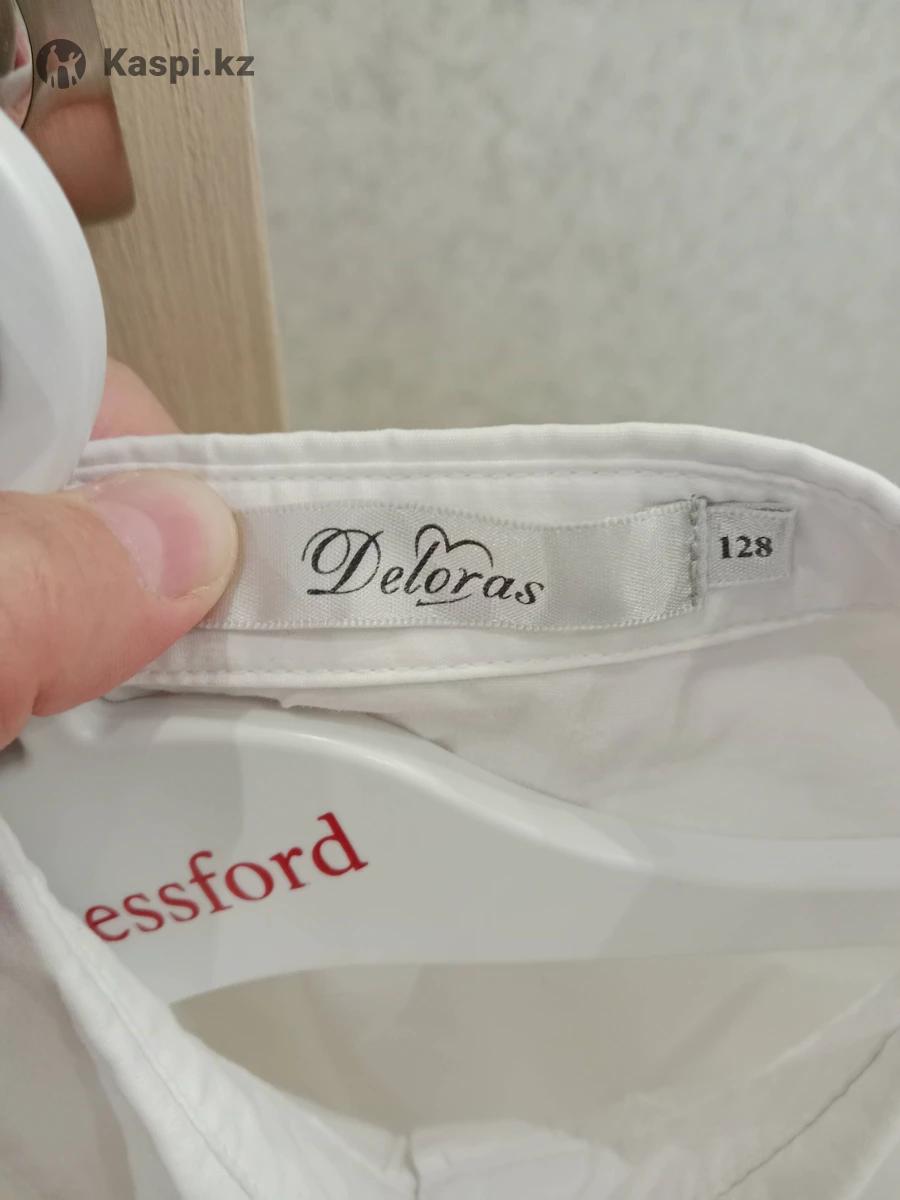 Kaspi.kz
Deloras
128
essford